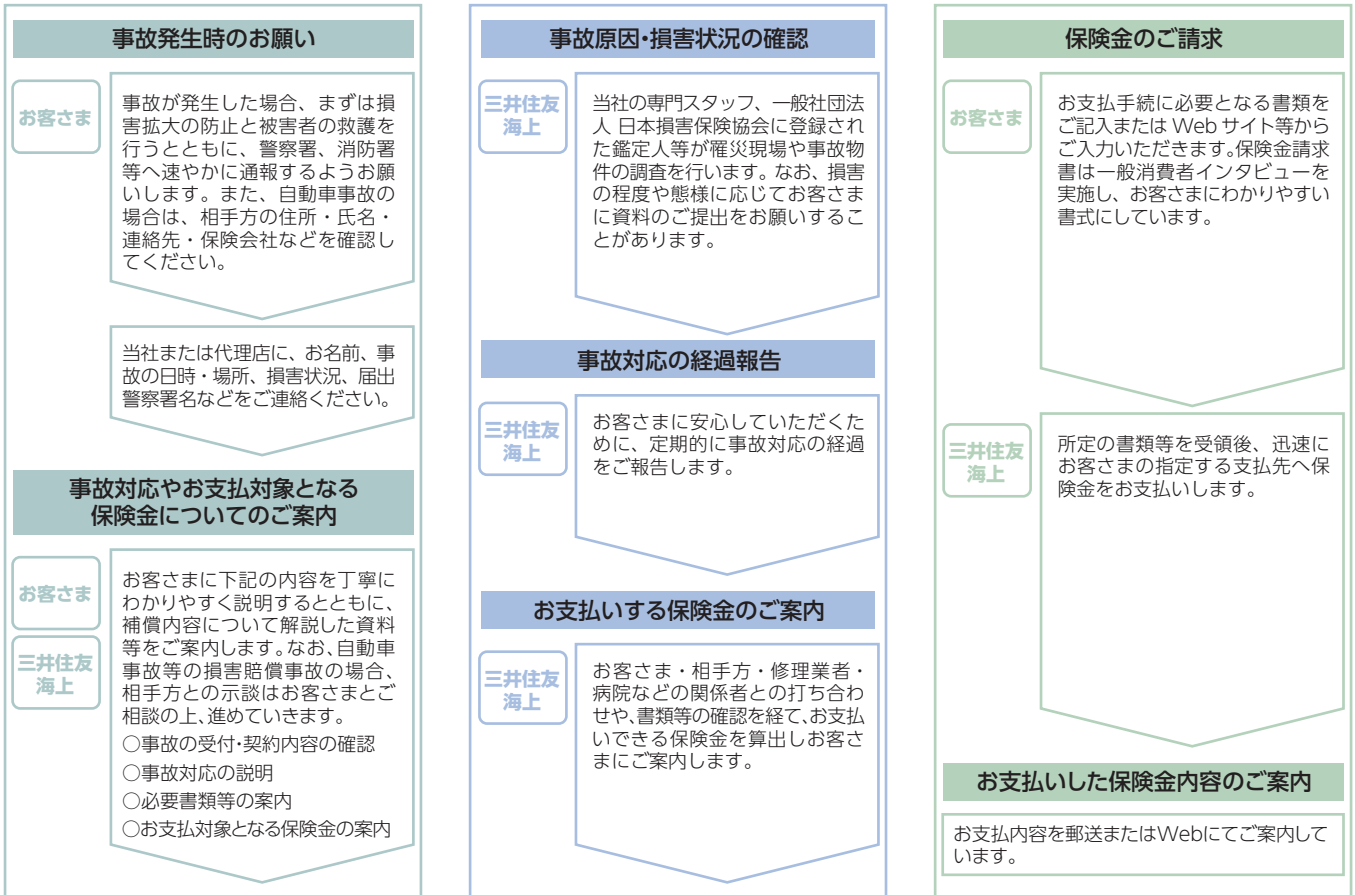 事故発生時のお願い
お客さま
事故が発生した場合、まずは損
害拡大の防止と被害者の救護を
行うとともに、警察署、消防署
等へ速やかに通報するようお願
いします。また、自動車事故の
場合は、相手方の住所・氏名・
連絡先・保険会社などを確認し
てください。
当社または代理店に、お名前、事
故の日時・場所、損害状況、届出
警察署名などをご連絡ください。
事故対応やお支払対象となる
保険金についてのご案内
お客さま
三井住友
海上
お客さまに下記の内容を丁寧に
わかりやすく説明するとともに、
補償内容について解説した資料
等をご案内します。なお、自動車
事故等の損害賠償事故の場合、
相手方との示談はお客さまとご
相談の上、進めていきます。
○事故の受付・契約内容の確認
○事故対応の説明
○必要書類等の案内
○お支払対象となる保険金の案内
事故原因・損害状況の確認
三井住友
海上
当社の専門スタッフ、一般社団法
人 日本損害保険協会に登録され
た鑑定人等が罹災現場や事故物
件の調査を行います。なお、損害
の程度や態様に応じてお客さま
に資料のご提出をお願いするこ
とがあります。
事故対応の経過報告
三井住友
海上
お客さまに安心していただくた
めに、定期的に事故対応の経過
をご報告します。
お支払いする保険金のご案内
三井住友
海上
お客さま・相手方・修理業者・
病院などの関係者との打ち合わ
せや、書類等の確認を経て、お支払
いできる保険金を算出しお客さ
まにご案内します。
保険金のご請求
お客さま
お支払手続に必要となる書類を
ご記入または Web サイト等から
ご入力いただきます。保険金請求
書は一般消費者インタビューを
実施し、お客さまにわかりやすい
書式にしています。
三井住友
海上
所定の書類等を受領後、迅速に
お客さまの指定する支払先へ保
険金をお支払いします。
お支払いした保険金内容のご案内
お支払内容を郵送またはWebにてご案内して
います。